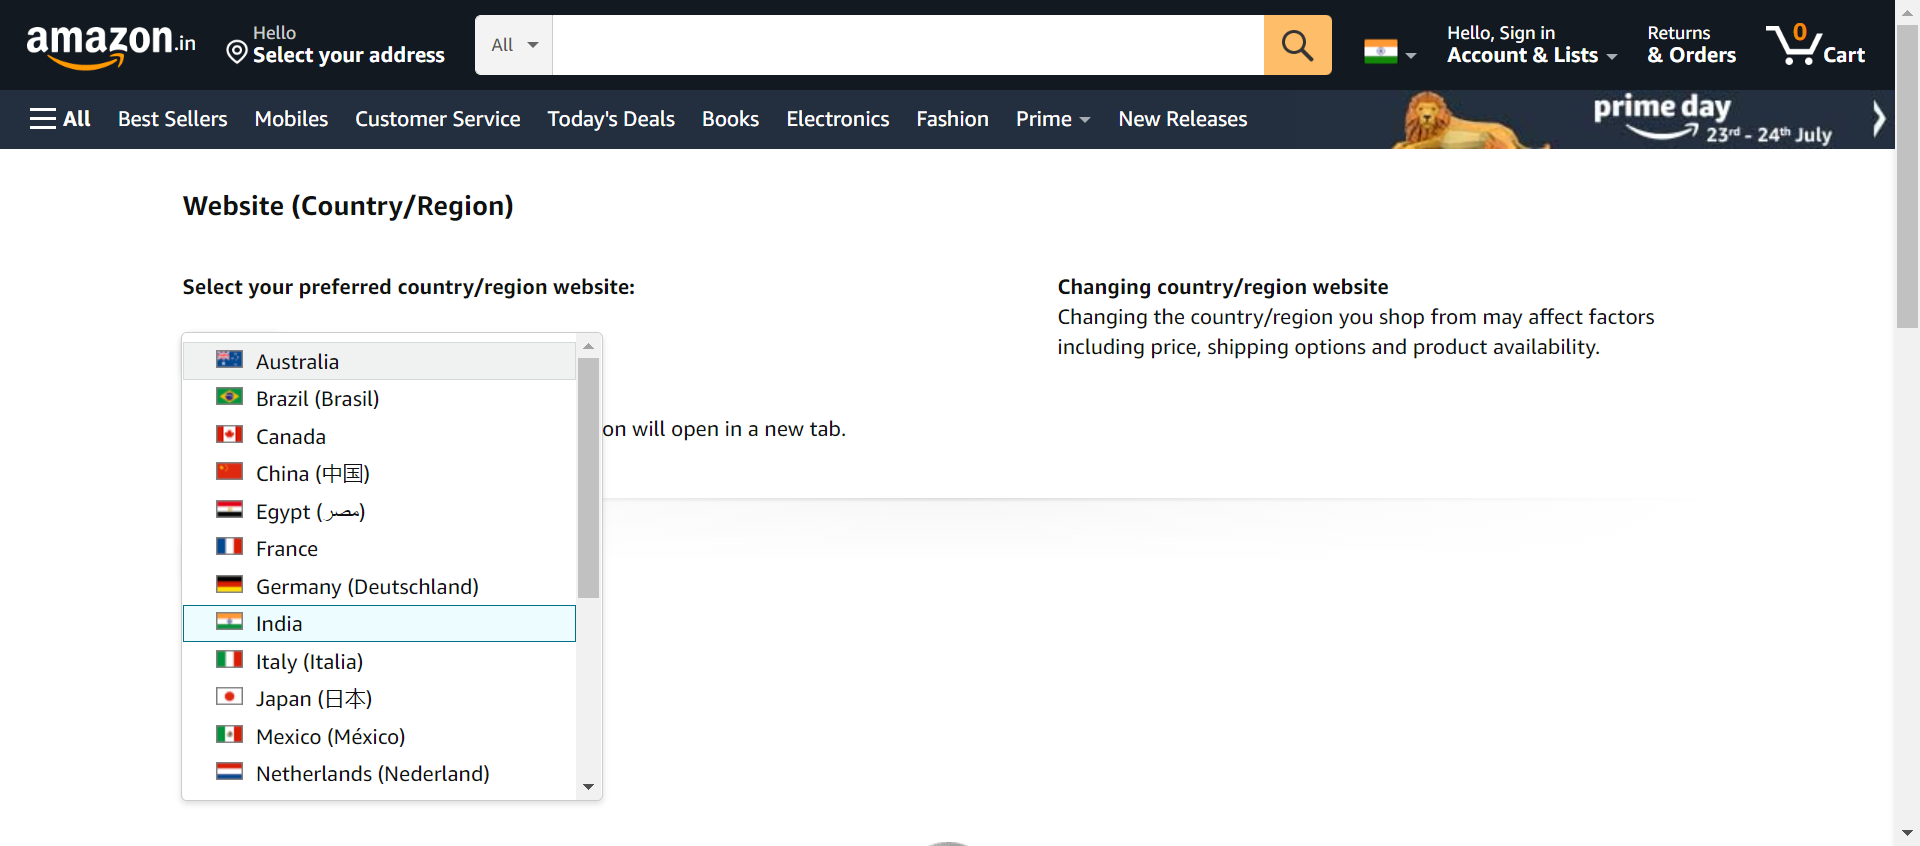 amazon.in
Hello
Select your address
All
0
Hello, Sign in
Account & Lists
Returns
& Orders
Cart
All
Best Sellers
Mobiles
Customer Service
Today's Deals
Books
Electronics
Fashion
Prime
New Releases
prime day
23rd - 24th July
Website (Country/Region)
Select your preferred country/region website:
Australia
Brazil (Brasil)
Canada
China (中国)
Egypt (مصر)
France
Germany (Deutschland)
India
Italy (Italia)
Japan (日本)
Mexico (México)
Netherlands (Nederland)
on will open in a new tab.
Changing country/region website
Changing the country/region you shop from may affect factors
including price, shipping options and product availability.